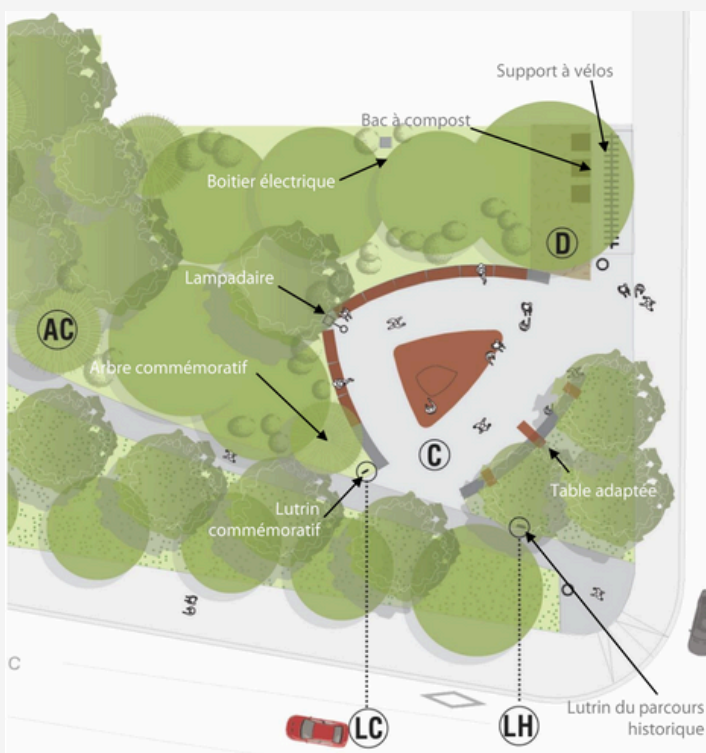 Support à vélos
Bac à compost
Boitier électrique
D
Lampadaire
AC
Arbre commémoratif
C
Table adaptée
Lutrin
commémoratif
C
Lutrin du parcours
historique
LC
LH